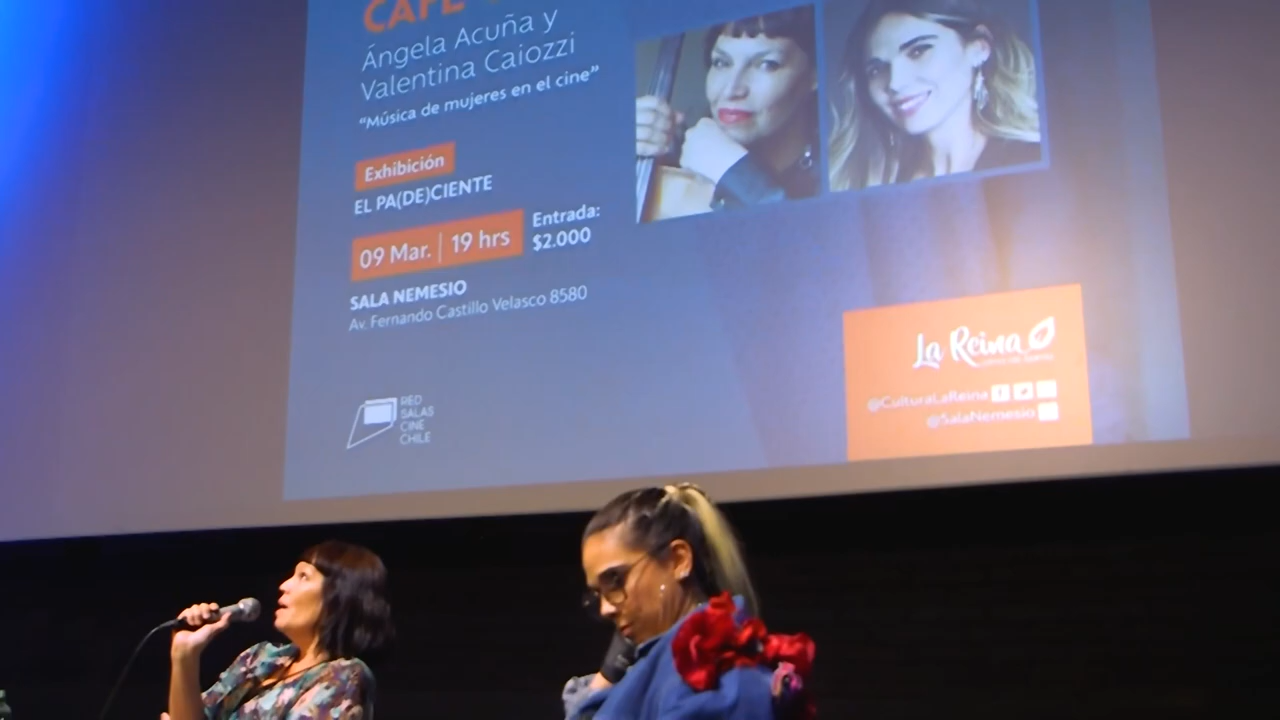 CAFÉ
Ángela Acuña y
Valentina Caiozzi
“Música de mujeres en el cine”
Exhibición
EL PA(DE)CIENTE
09 Mar. | 19 hrs
Entrada:
$2.000
SALA NEMESIO
Av. Fernando Castillo Velasco 8580
RED
SALAS
CINE
CHILE
La Reina
@CulturaLaReina
@SalaNemesio